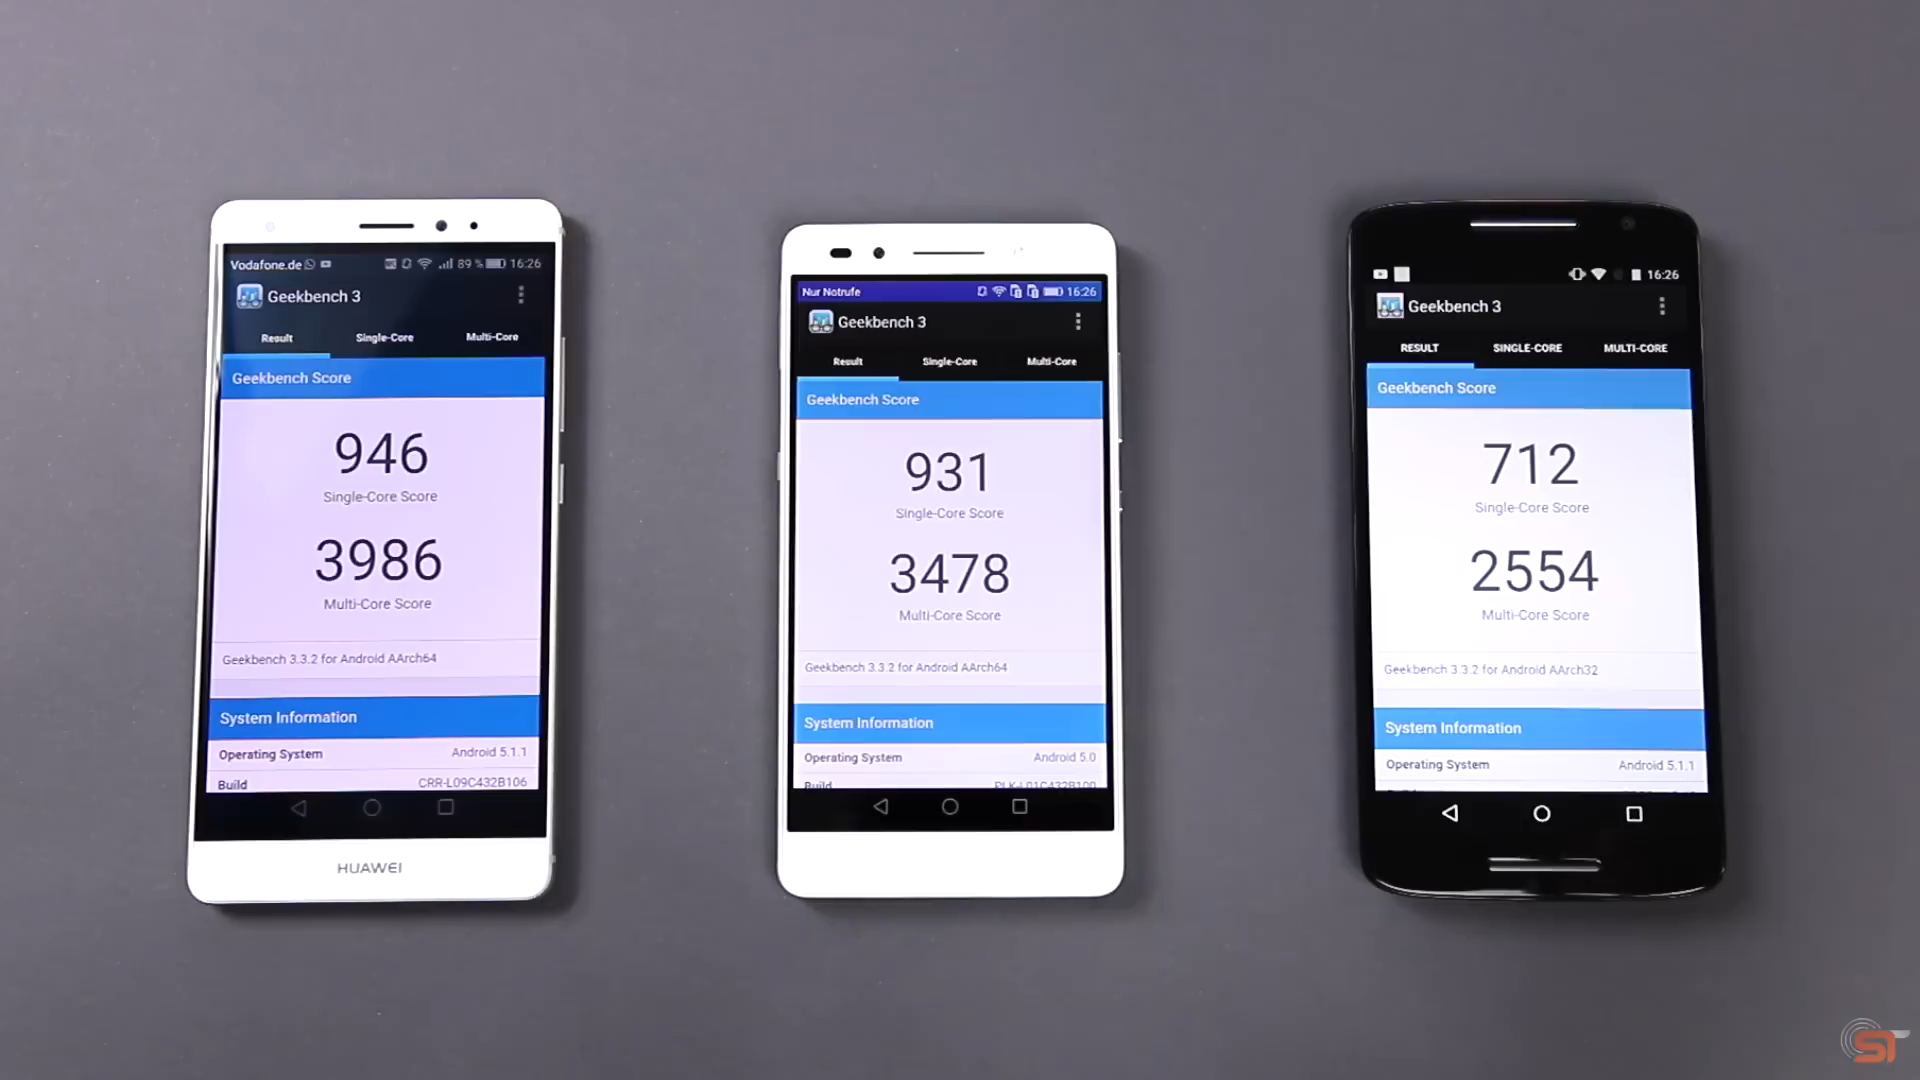 Vodafone.de 89 % 16:26
Geekbench 3
Result Single-Core Multi-Core
Geekbench Score
946
Single-Core Score
3986
Multi-Core Score
Geekbench 3.3.2 for Android AArch64
System Information
Operating System Android 5.1.1
Build CRR-L09C432B106
HUAWEI
Nur Notrufe 16:26
Geekbench 3
Result Single-Core Multi-Core
Geekbench Score
931
Single-Core Score
3478
Multi-Core Score
Geekbench 3.3.2 for Android AArch64
System Information
Operating System Android 5.0
Build PLK-L01C432B100
16:26
Geekbench 3
RESULT SINGLE-CORE MULTI-CORE
Geekbench Score
712
Single-Core Score
2554
Multi-Core Score
Geekbench 3.3.2 for Android AArch32
System Information
Operating System Android 5.1.1
ST